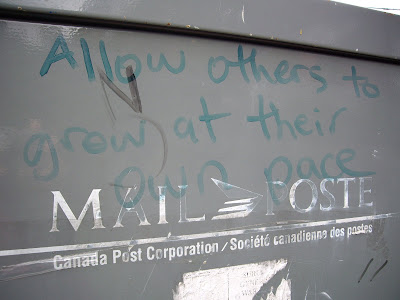 Allow others to
grow at their
own pace
MAIL POSTE
Canada Post Corporation / Société canadienne des postes